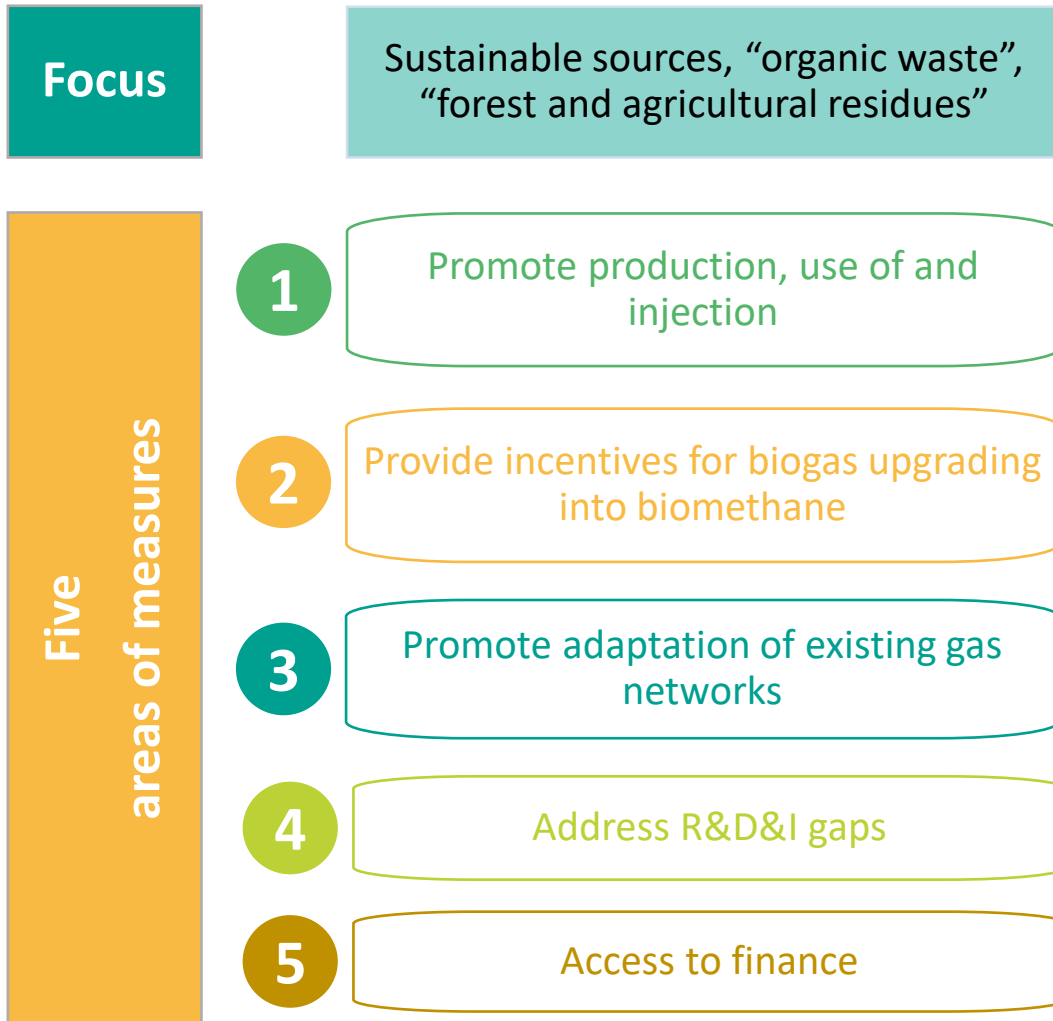 Focus
Sustainable sources, “organic waste”,
“forest and agricultural residues”
Five
areas of measures
1
Promote production, use of and
injection
2
Provide incentives for biogas upgrading
into biomethane
3
Promote adaptation of existing gas
networks
4
Address R&D&I gaps
5
Access to finance